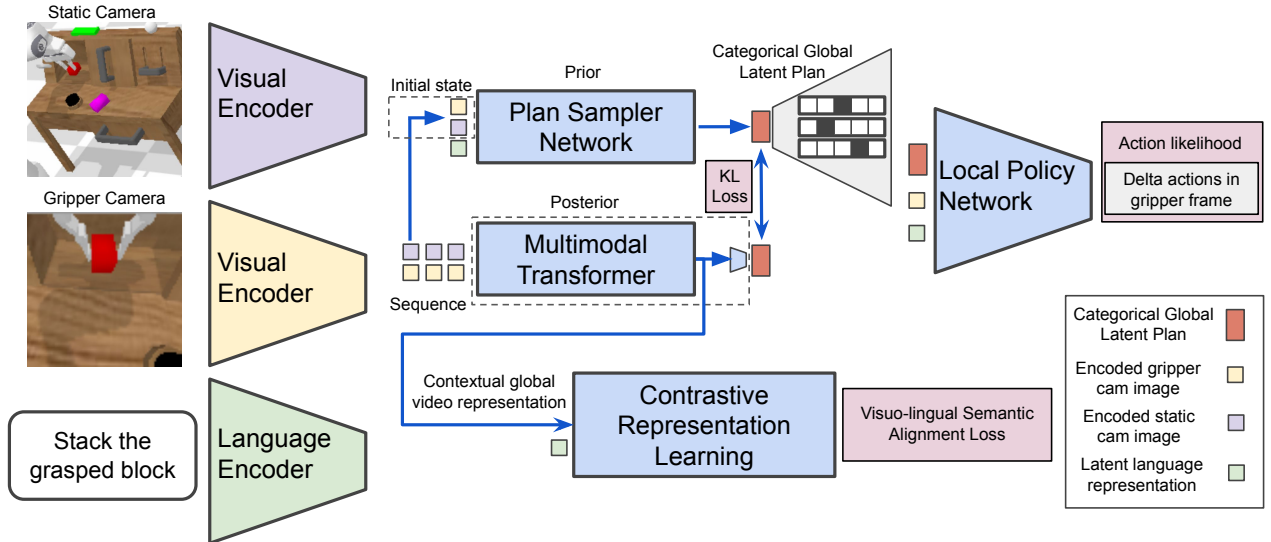 Static Camera
Visual
Encoder
Initial state
Prior
Plan Sampler
Network
Categorical Global
Latent Plan
Local Policy
Network
Action likelihood
Delta actions in
gripper frame
KL
Loss
Gripper Camera
Visual
Encoder
Sequence
Posterior
Multimodal
Transformer
Stack the
grasped block
Language
Encoder
Contextual global
video representation
Contrastive
Representation
Learning
Visuo-lingual Semantic
Alignment Loss
Categorical Global
Latent Plan
Encoded gripper
cam image
Encoded static
cam image
Latent language
representation